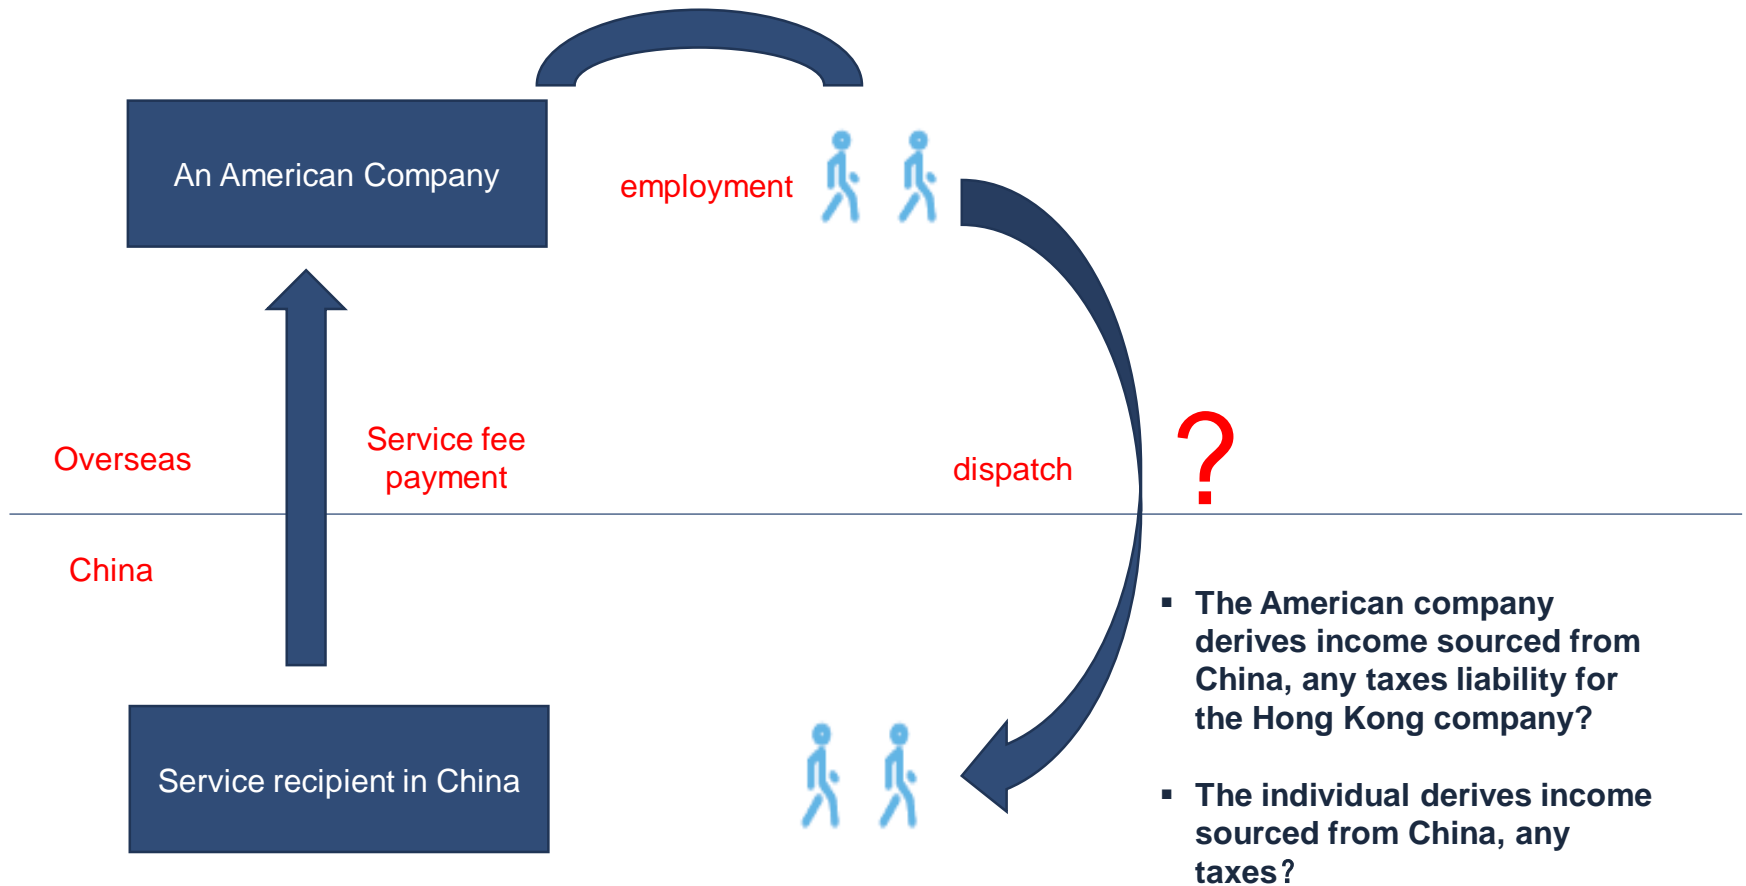 An American Company
employment
Overseas
Service fee
payment
dispatch
?
China
Service recipient in China
▪ The American company
derives income sourced from
China, any taxes liability for
the Hong Kong company?
▪ The individual derives income
sourced from China, any
taxes？